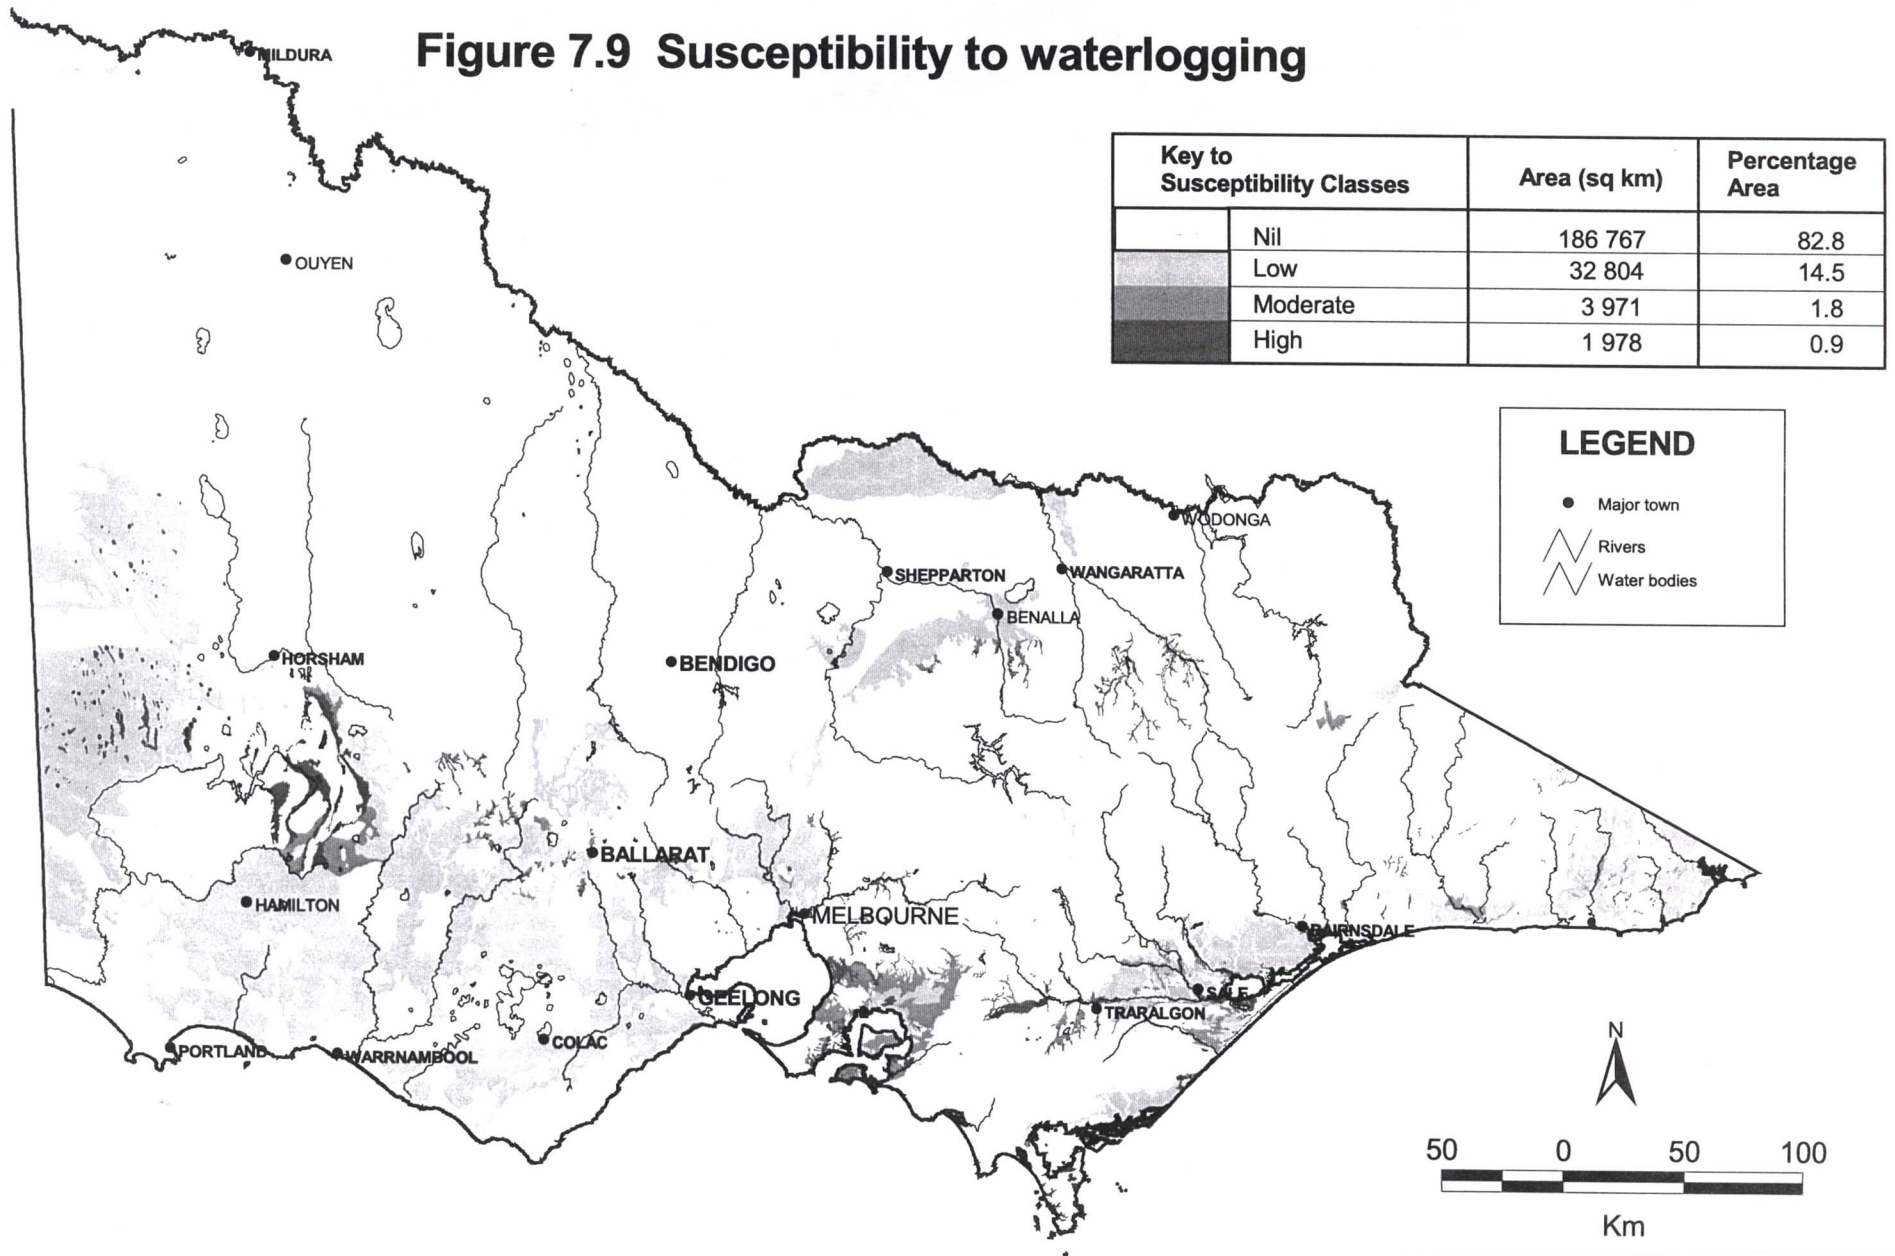 Figure 7.9 Susceptibility to waterlogging
MILDURA
Key to
Susceptibility Classes
Area (sq km)
Percentage
Area
Nil 186 767 82.8
Low 32 804 14.5
Moderate 3 971 1.8
High 1 978 0.9
LEGEND
Major town
Rivers
Water bodies
OUYEN
WODONGA
SHEPPARTON
WANGARATTA
BENALLA
HORSHAM
BENDIGO
BALLARAT
HAMILTON
MELBOURNE
BAIRNSDALE
GEELONG
SALE
TRARALGON
PORTLAND
WARRNAMBOOL
COLAC
N
50 0 50 100
Km